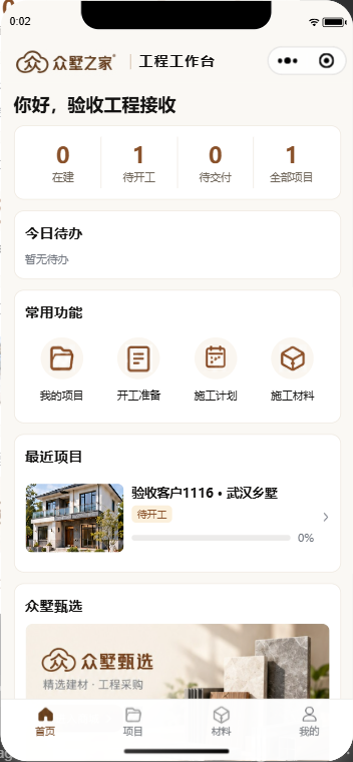 0:02
众墅之家
工程工作台
你好，验收工程接收
0
1
0
1
在建
待开工
待交付
全部项目
今日待办
暂无待办
常用功能
我的项目
开工准备
施工计划
施工材料
最近项目
验收客户1116 • 武汉乡墅
待开工
0%
众墅甄选
众墅甄选
精选建材 · 工程采购
首页
项目
材料
我的